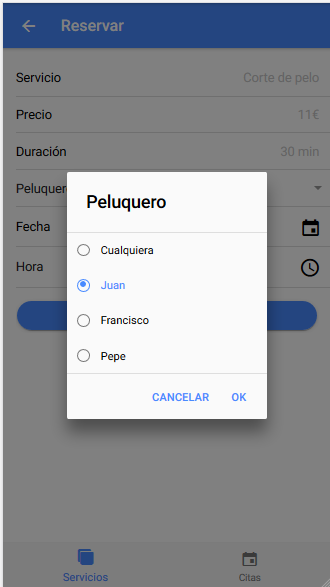 Reservar
Servicio Corte de pelo
Precio 11€
Duración 30 min
Peluquero
Peluquer
Cualquiera
Fecha
Juan
Hora
Francisco
Pepe
CANCELAR OK
Servicios Citas